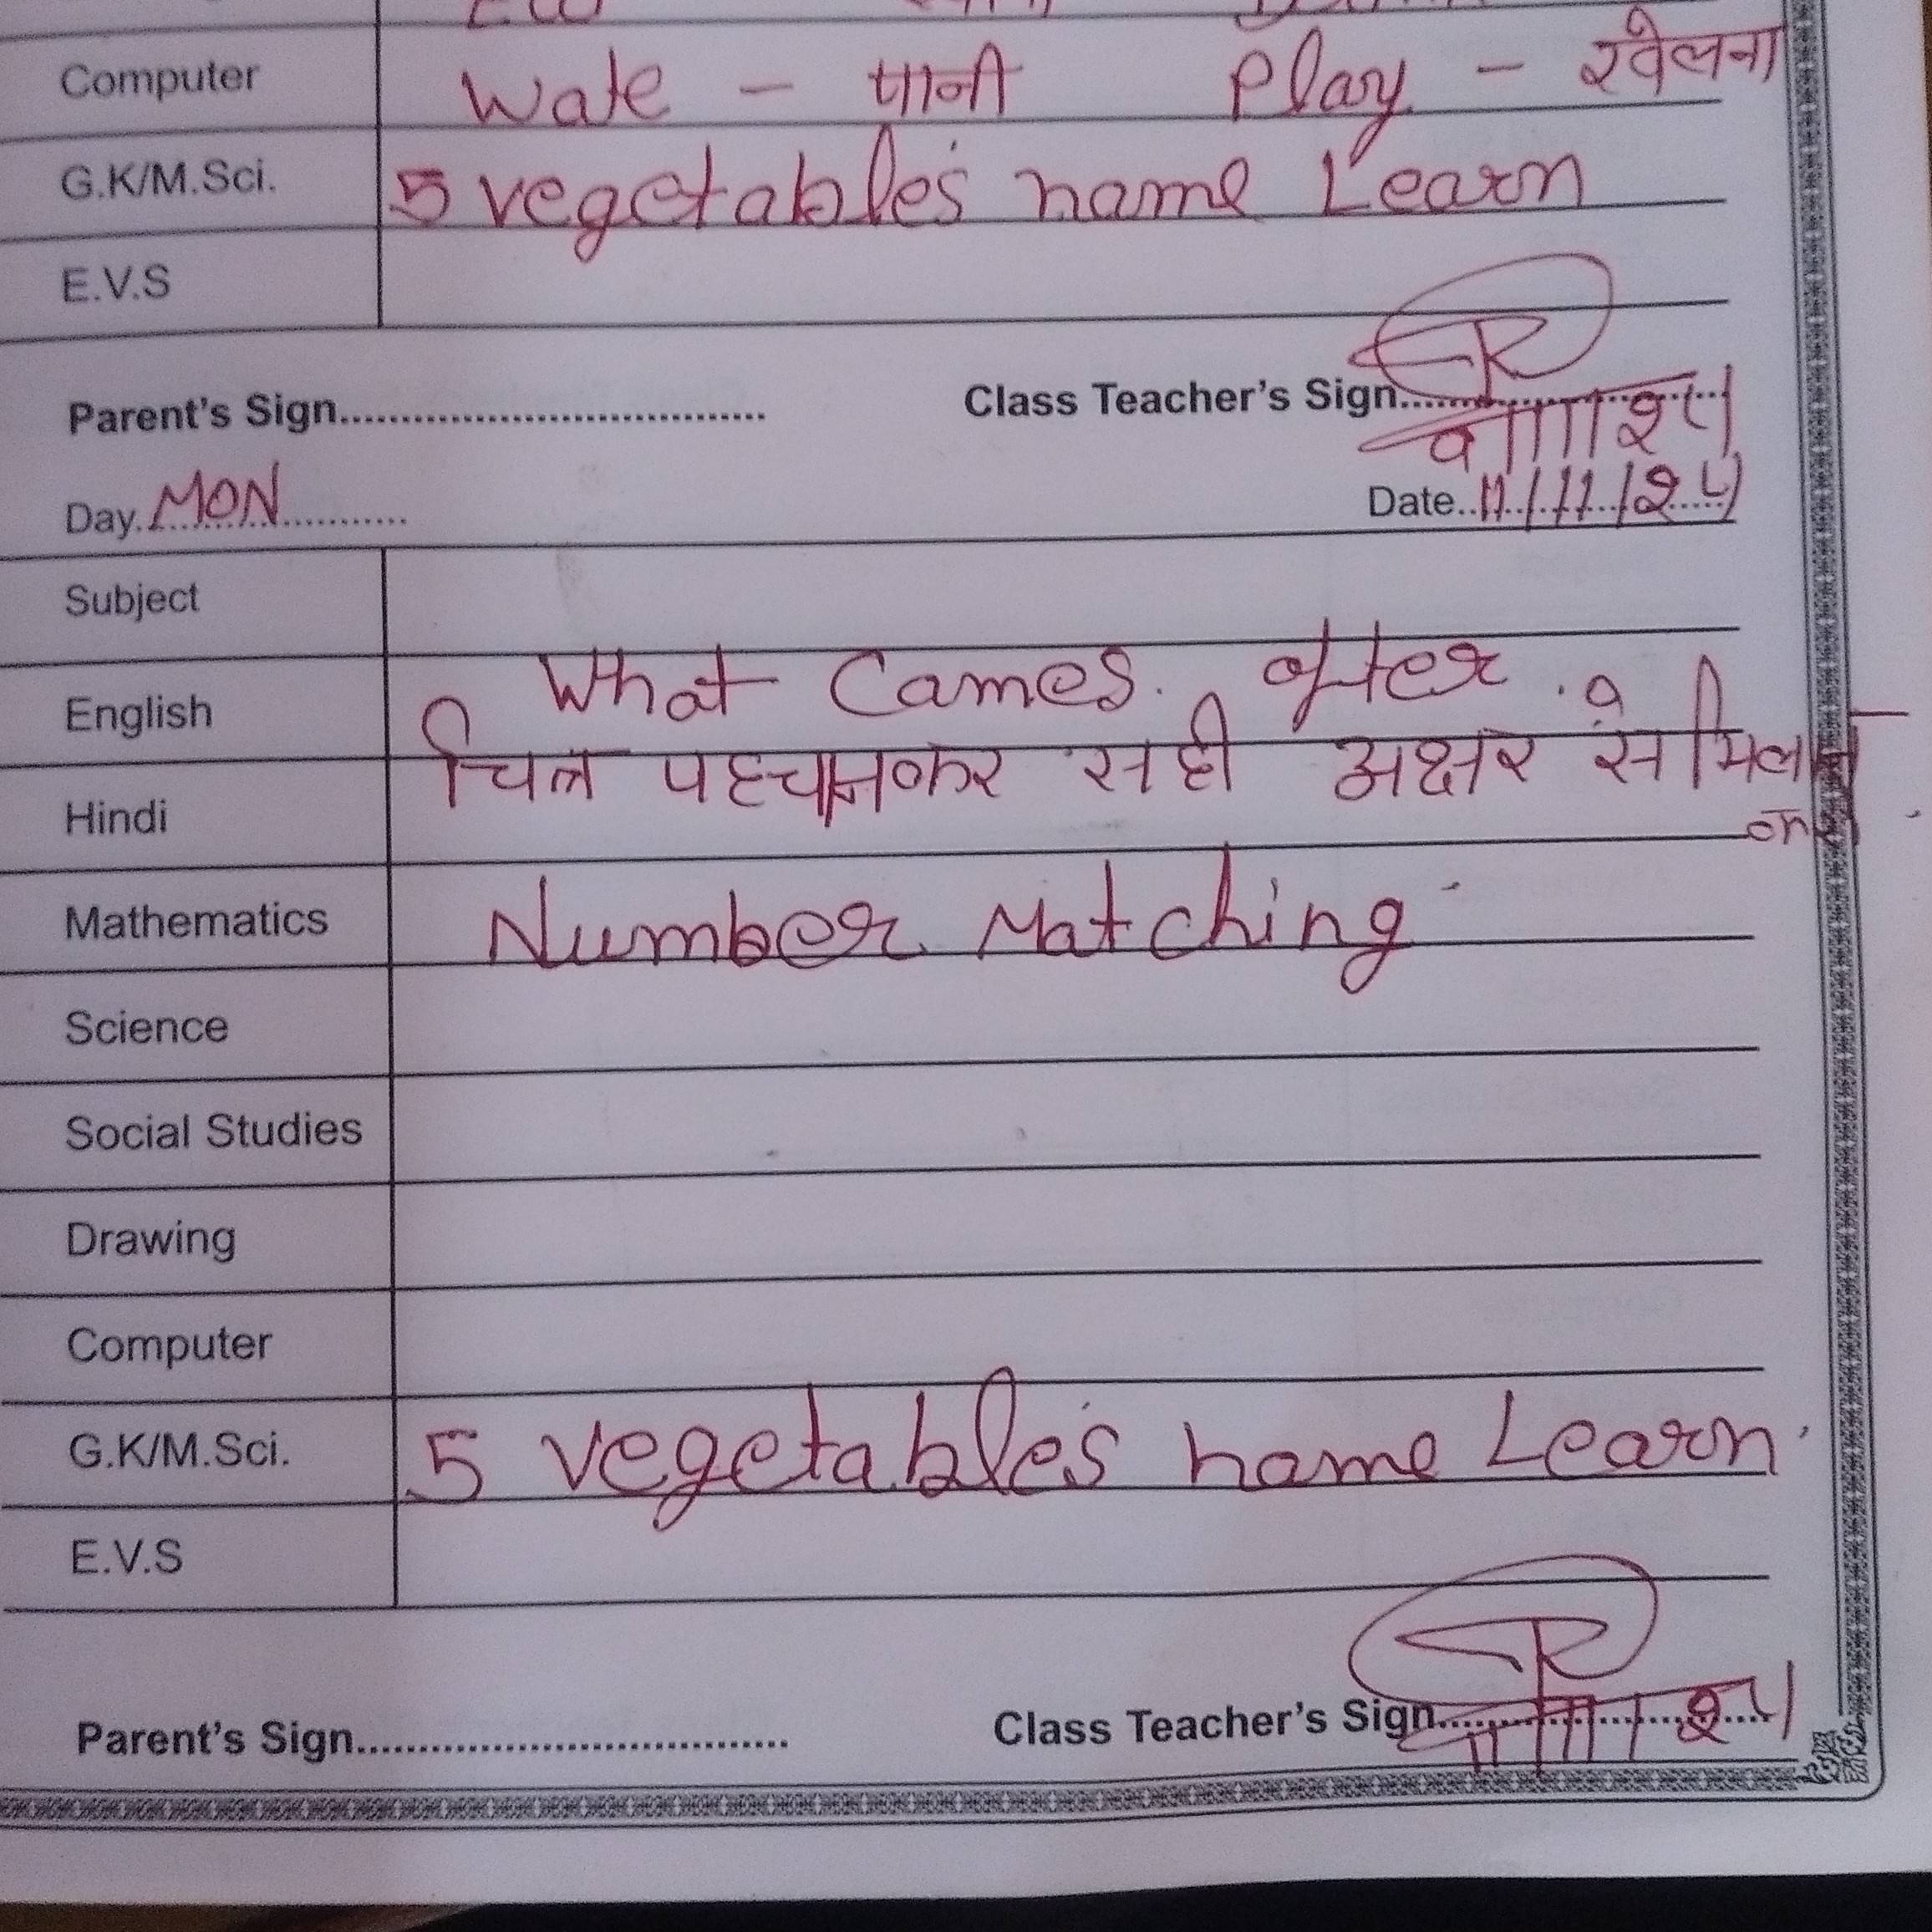 Computer Wate - पानी Play - खेलना
G.K/M.Sci. 5 vegetable's name Learn
E.V.S
Parent's Sign.................................. Class Teacher's Sign..................
Day. MON Date.. 11/11/24
Subject
English What Cames. after.
Hindi चित्र पहचानकर सही अक्षर से मिला
Mathematics Number Matching
Science
Social Studies
Drawing
Computer
G.K/M.Sci. 5 vegetable's name Learn.
E.V.S
Parent's Sign.................................. Class Teacher's Sign..................